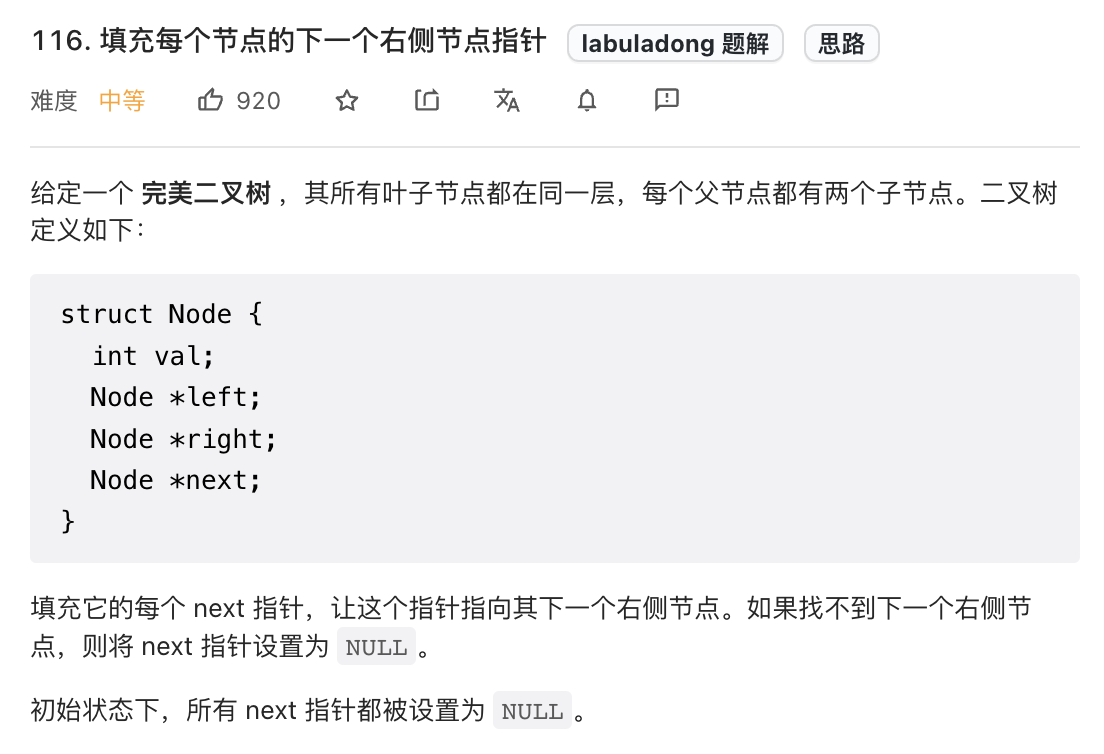 116. 填充每个节点的下一个右侧节点指针 labuladong 题解 思路
难度 中等 920
给定一个 完美二叉树 ，其所有叶子节点都在同一层，每个父节点都有两个子节点。二叉树
定义如下：
struct Node {
  int val;
  Node *left;
  Node *right;
  Node *next;
}
填充它的每个 next 指针，让这个指针指向其下一个右侧节点。如果找不到下一个右侧节
点，则将 next 指针设置为 NULL 。
初始状态下，所有 next 指针都被设置为 NULL 。